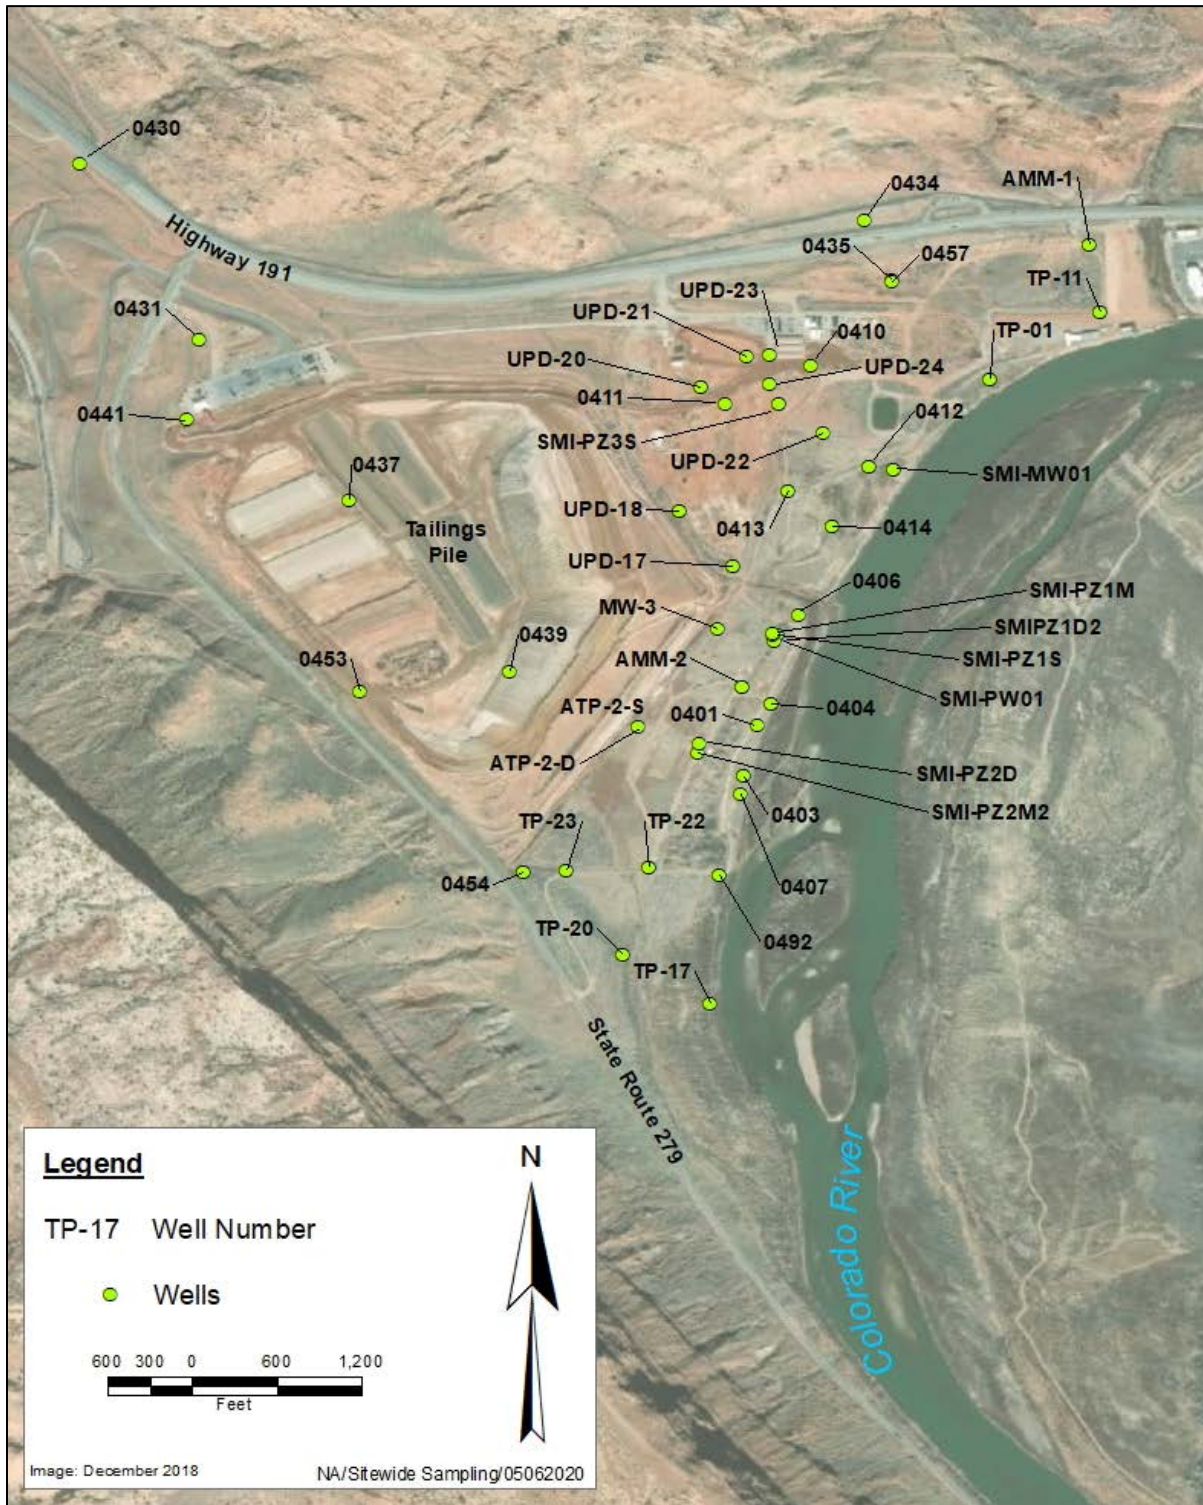 0430
AMM-1
0434
0435
0457
Highway 191
UPD-23
TP-11
0431
UPD-21
0410
TP-01
UPD-20
UPD-24
0411
0412
0441
SMI-PZ3S
UPD-22
0437
SMI-MW01
UPD-18
0413
0414
Tailings
Pile
UPD-17
0406
SMI-PZ1M
MW-3
SMIPZ1D2
SMI-PZ1S
0439
AMM-2
0453
SMI-PW01
ATP-2-S
0404
0401
ATP-2-D
SMI-PZ2D
SMI-PZ2M2
0403
TP-23
TP-22
0454
0407
TP-20
0492
TP-17
State Route 279
Colorado River
Legend
N
TP-17 Well Number
Wells
600 300 0 600 1,200
Feet
Image: December 2018
NA/Sitewide Sampling/05062020